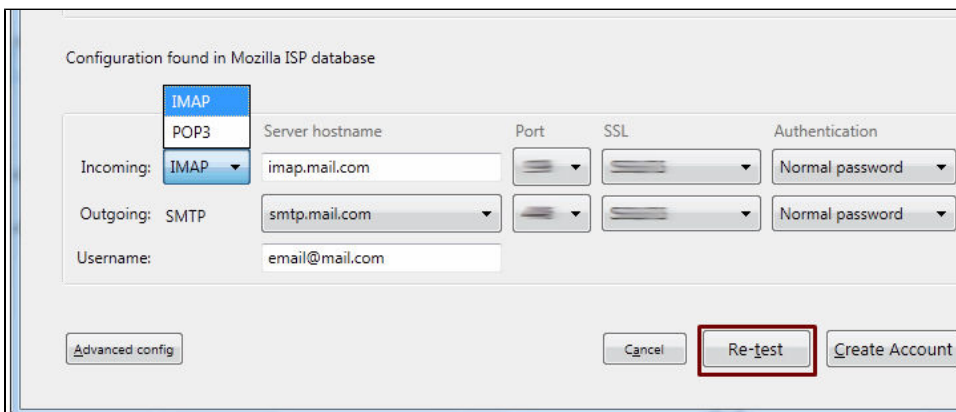 Configuration found in Mozilla ISP database
IMAP
POP3
Server hostname Port SSL Authentication
Incoming: IMAP imap.mail.com Normal password
Outgoing: SMTP smtp.mail.com Normal password
Username: email@mail.com
Advanced config Cancel Re-test Create Account